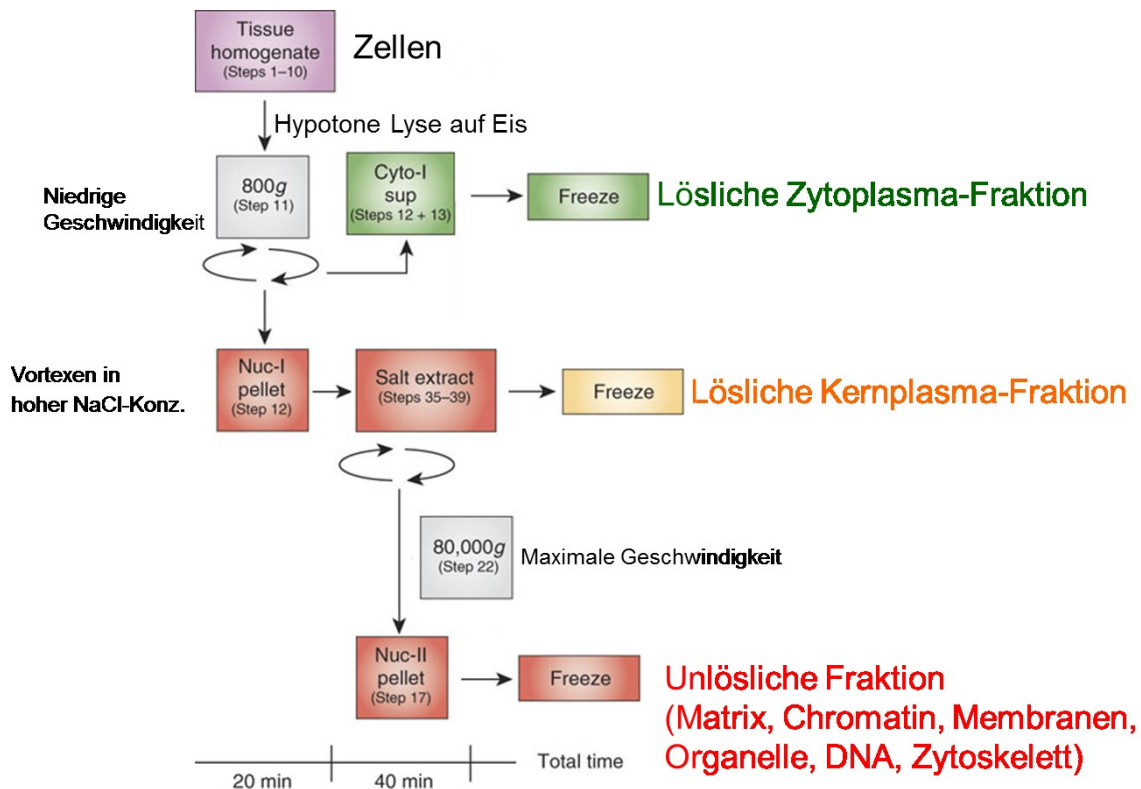 Tissue
homogenate
(Steps 1–10)
Zellen
Hypotone Lyse auf Eis
Niedrige
Geschwindigkeit
800g
(Step 11)
Cyto-I
sup
(Steps 12 + 13)
Freeze
Lösliche Zytoplasma-Fraktion
Vortexen in
hoher NaCl-Konz.
Nuc-I
pellet
(Step 12)
Salt extract
(Steps 35–39)
Freeze
Lösliche Kernplasma-Fraktion
80,000g
(Step 22)
Maximale Geschwindigkeit
Nuc-II
pellet
(Step 17)
Freeze
Unlösliche Fraktion
(Matrix, Chromatin, Membranen,
Organelle, DNA, Zytoskelett)
20 min
40 min
Total time